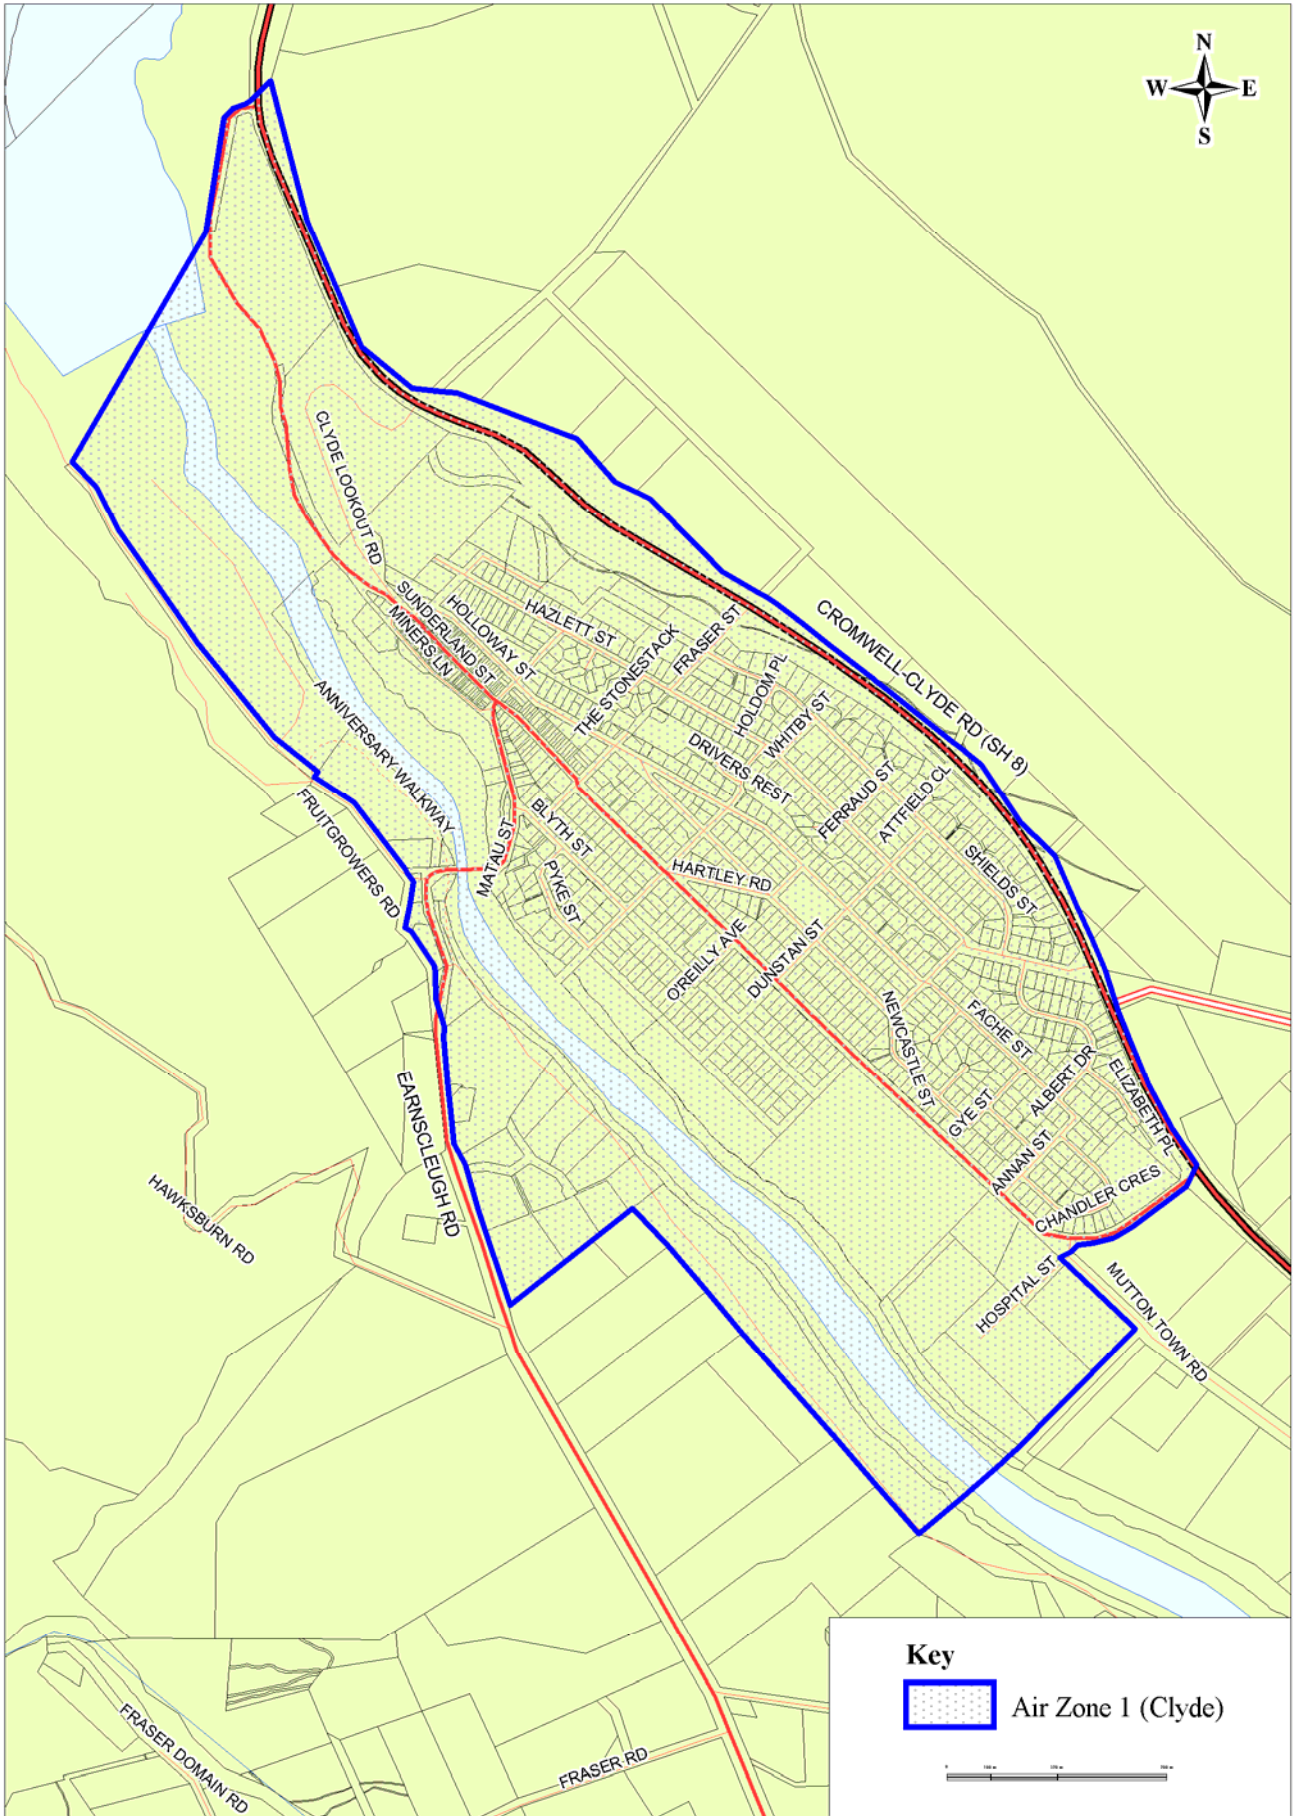 N
W E
S
CLYDE LOOKOUT RD
SUNDERLAND ST
MINERS LN
HOLLOWAY ST
HAZLETT ST
THE STONESTACK
FRASER ST
HOLDOM PL
WHITBY ST
CROMWELL-CLYDE RD (SH 8)
DRIVERS REST
FERRAUD ST
ATTFIELD CL
SHIELDS ST
ANNIVERSARY WALKWAY
FRUITGROWERS RD
MATAU ST
BLYTH ST
PYKE ST
HARTLEY RD
O'REILLY AVE
DUNSTAN ST
NEWCASTLE ST
FACHE ST
GYE ST
ALBERT DR
ELIZABETH PL
ANNAN ST
CHANDLER CRES
EARNSCLEUGH RD
HAWKSBURN RD
HOSPITAL ST
MUTTON TOWN RD
FRASER DOMAIN RD
FRASER RD
Key
Air Zone 1 (Clyde)